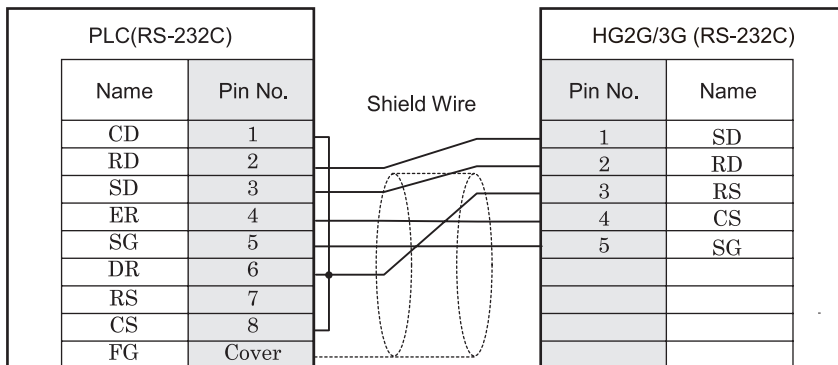 PLC(RS-232C)
HG2G/3G (RS-232C)
Name Pin No. Shield Wire Pin No. Name
CD 1 1 SD
RD 2 2 RD
SD 3 3 RS
ER 4 4 CS
SG 5 5 SG
DR 6
RS 7
CS 8
FG Cover